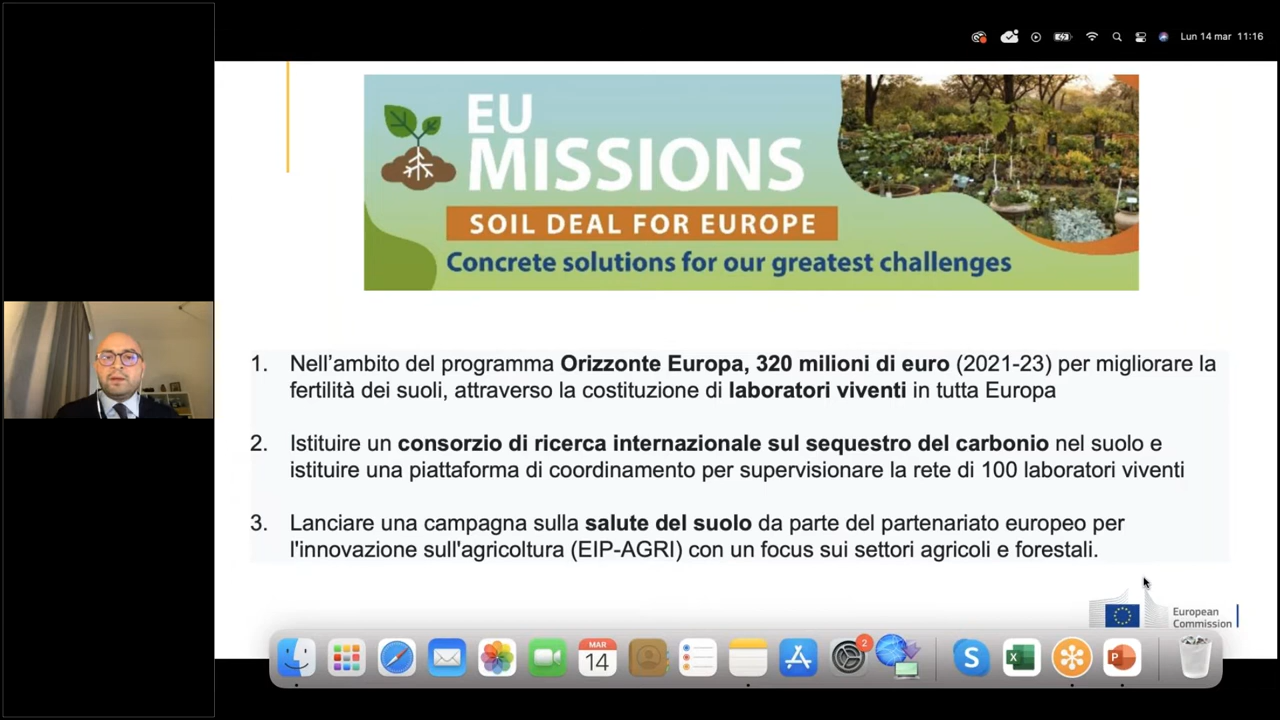 Lun 14 mar 11:16
EU
MISSIONS
SOIL DEAL FOR EUROPE
Concrete solutions for our greatest challenges
1. Nell’ambito del programma Orizzonte Europa, 320 milioni di euro (2021-23) per migliorare la
fertilità dei suoli, attraverso la costituzione di laboratori viventi in tutta Europa
2. Istituire un consorzio di ricerca internazionale sul sequestro del carbonio nel suolo e
istituire una piattaforma di coordinamento per supervisionare la rete di 100 laboratori viventi
3. Lanciare una campagna sulla salute del suolo da parte del partenariato europeo per
l'innovazione sull'agricoltura (EIP-AGRI) con un focus sui settori agricoli e forestali.
European
Commission
MAR
14
2
S
X
P